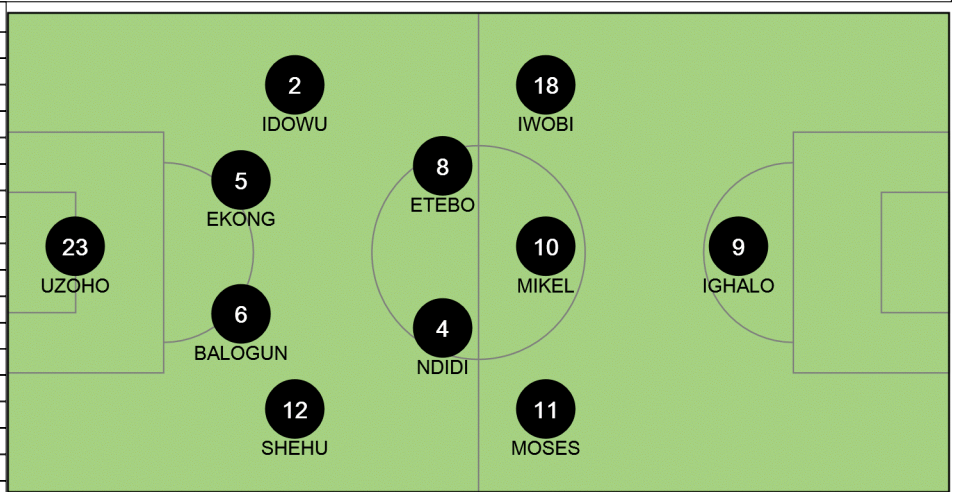 2
IDOWU
18
IWOBI
8
ETEBO
5
EKONG
23
UZOHO
10
MIKEL
9
IGHALO
6
BALOGUN
4
NDIDI
12
SHEHU
11
MOSES